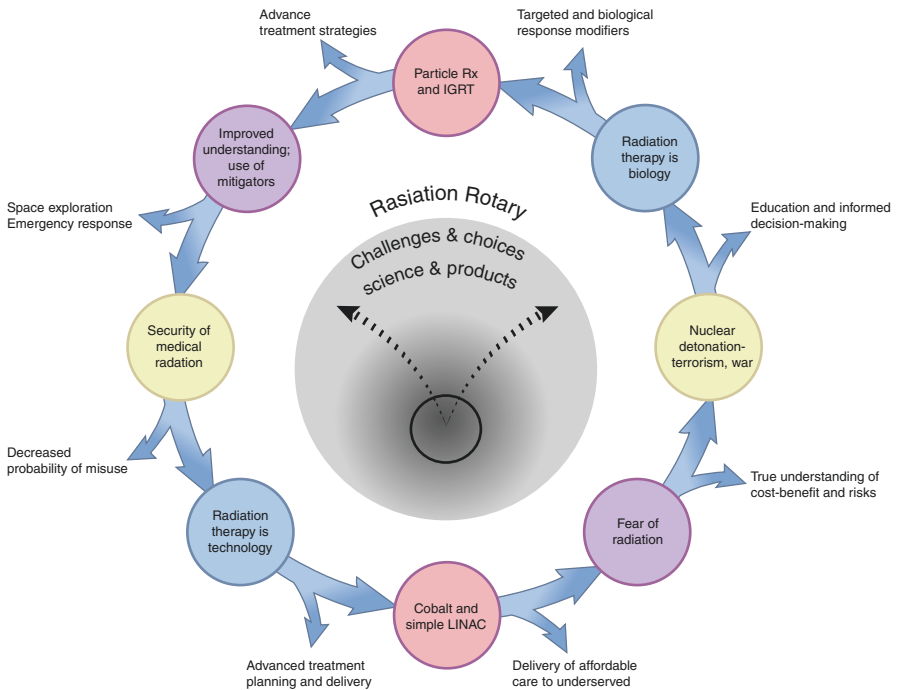 Advance
treatment strategies
Targeted and biological
response modifiers
Particle Rx
and IGRT
Improved
understanding;
use of
mitigators
Radiation
therapy is
biology
Rasiation Rotary
Challenges & choices
science & products
Space exploration
Emergency response
Education and informed
decision-making
Security of
medical
radation
Nuclear
detonation-
terrorism, war
Decreased
probability of misuse
True understanding of
cost-benefit and risks
Radiation
therapy is
technology
Fear of
radiation
Cobalt and
simple LINAC
Advanced treatment
planning and delivery
Delivery of affordable
care to underserved